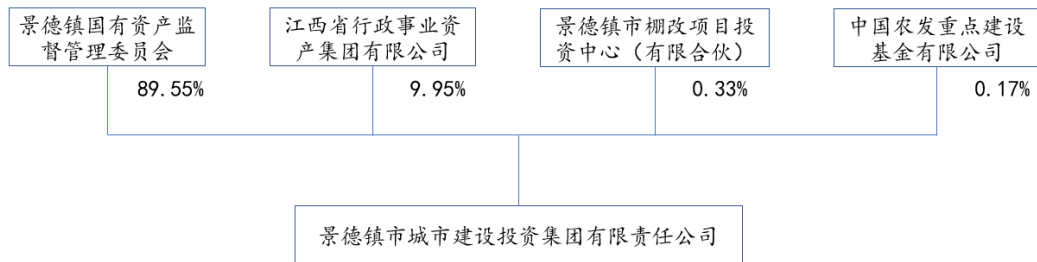 景德镇国有资产监
督管理委员会
江西省行政事业资
产集团有限公司
景德镇市棚改项目投
资中心（有限合伙）
中国农发重点建设
基金有限公司
89.55%
9.95%
0.33%
0.17%
景德镇市城市建设投资集团有限责任公司